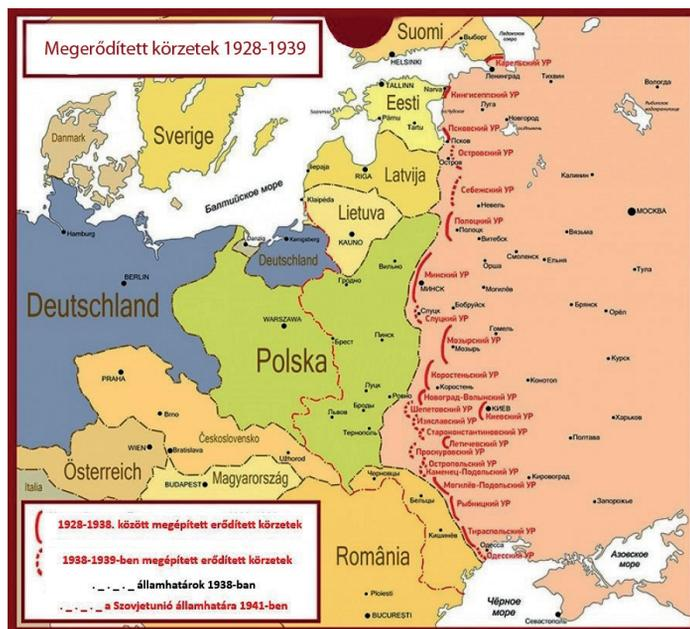 Megerődített körzetek 1928-1939
Suomi
Выборг
Ладожское озеро
HELSINKI
Карельский УР
Ленинград
Тихвин
Вологда
TALLINN
Narva
Кингисеппский УР
Eesti
Луга
Pärnu
Tartu
Новгород
Псковский УР
Псков
Danmark
Sverige
Островский УР
Остров
Liepaja
RIGA
Latvija
Себежский УР
Калинин
Балтийское море
Klaipėda
Lietuva
Невель
МОСКВА
Полоцкий УР
Полоцк
Витебск
Вязьма
Hamburg
Danzig
Königsberg
KAUNO
Deutschland
Вильно
Смоленск
Ельня
Орша
Тула
Минский УР
BERLIN
Гродно
МИНСК
Могилёв
Deutschland
Слуцк
Бобруйск
Слуцкий УР
Брянск
Орёл
WARSZAWA
Брест
Пинск
Гомель
Мозырский УР
Мозырь
Polska
Курск
PRAHA
Коростеньский УР
Коростень
Конотоп
Луцк
Ровно
Новоград-Волынский УР
Броды
Львов
Шепетовский УР
КИЕВ
Киевский УР
Изяславский УР
Харьков
Brno
Тернополь
Староконстантиновский УР
Československo
Летичевский УР
Полтава
WIEN
Bratislava
Проскуровский УР
Užhorod
Остропольский УР
Österreich
Magyarország
Каменец-Подольский УР
Черновцы
Кировоград
BUDAPEST
Могилёв-Подольский УР
Italia
Бельцы
Рыбницкий УР
Запорожье
Кишинёв
Тираспольский УР
Одесса
Одесский УР
România
Азовское море
Ploiesti
Чёрное море
BUCUREȘTI
Севастополь
1928-1938. között megépített erődített körzetek
1938-1939-ben megépített erődített körzetek
._._._._ államhatárok 1938-ban
._._._._ a Szovjetunió államhatára 1941-ben